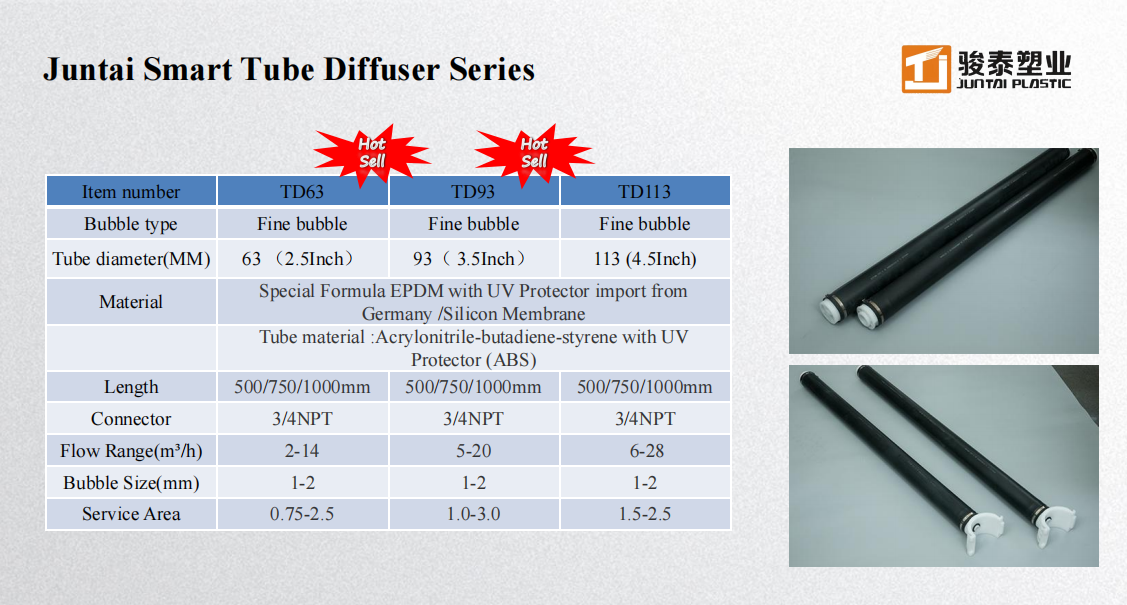 Juntai Smart Tube Diffuser Series
骏泰塑业
JUNTAI PLASTIC
Hot
Sell
Hot
Sell
Item number TD63 TD93 TD113
Bubble type Fine bubble Fine bubble Fine bubble
Tube diameter(MM) 63 （2.5Inch） 93（ 3.5Inch） 113 (4.5Inch)
Material Special Formula EPDM with UV Protector import from
Germany /Silicon Membrane
Tube material :Acrylonitrile-butadiene-styrene with UV
Protector (ABS)
Length 500/750/1000mm 500/750/1000mm 500/750/1000mm
Connector 3/4NPT 3/4NPT 3/4NPT
Flow Range(m³/h) 2-14 5-20 6-28
Bubble Size(mm) 1-2 1-2 1-2
Service Area 0.75-2.5 1.0-3.0 1.5-2.5